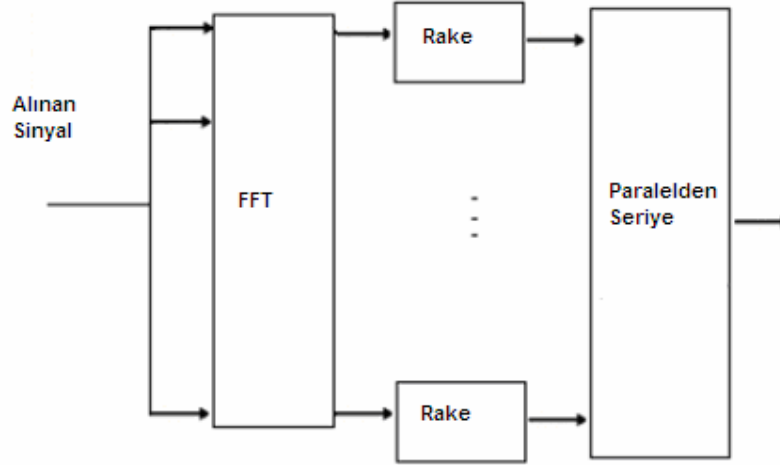 Alınan
Sinyal
FFT
Rake
Rake
Paralelden
Seriye